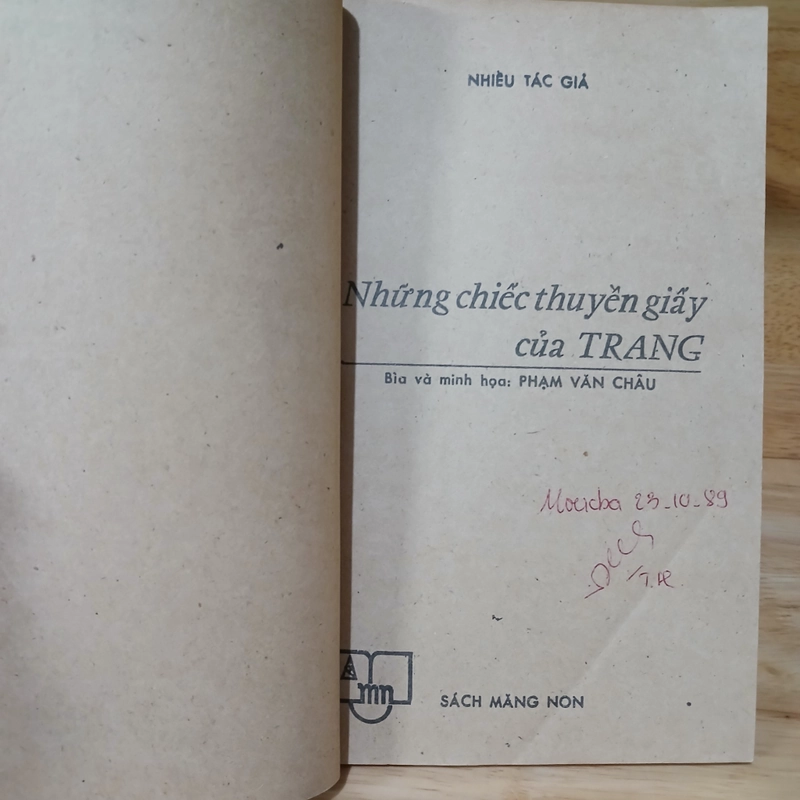 NHIỀU TÁC GIẢ
Những chiếc thuyền giấy
của TRANG
Bìa và minh họa: PHẠM VĂN CHÂU
23-10-89
mn
SÁCH MĂNG NON